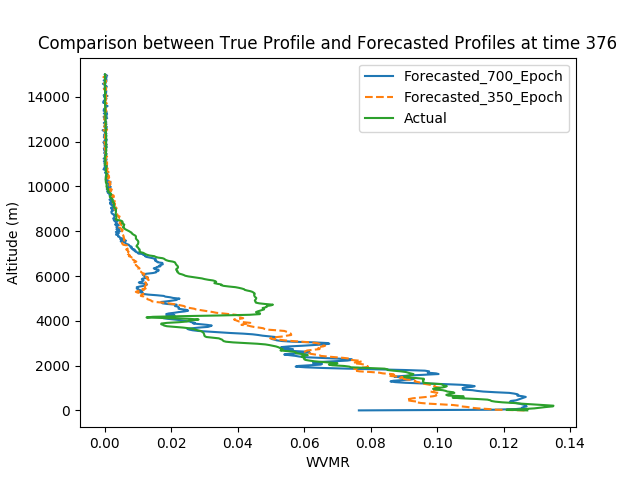 Comparison between True Profile and Forecasted Profiles at time 376
Forecasted_700_Epoch
Forecasted_350_Epoch
Actual
Altitude (m)
14000
12000
10000
8000
6000
4000
2000
0
0.00 0.02 0.04 0.06 0.08 0.10 0.12 0.14
WVMR